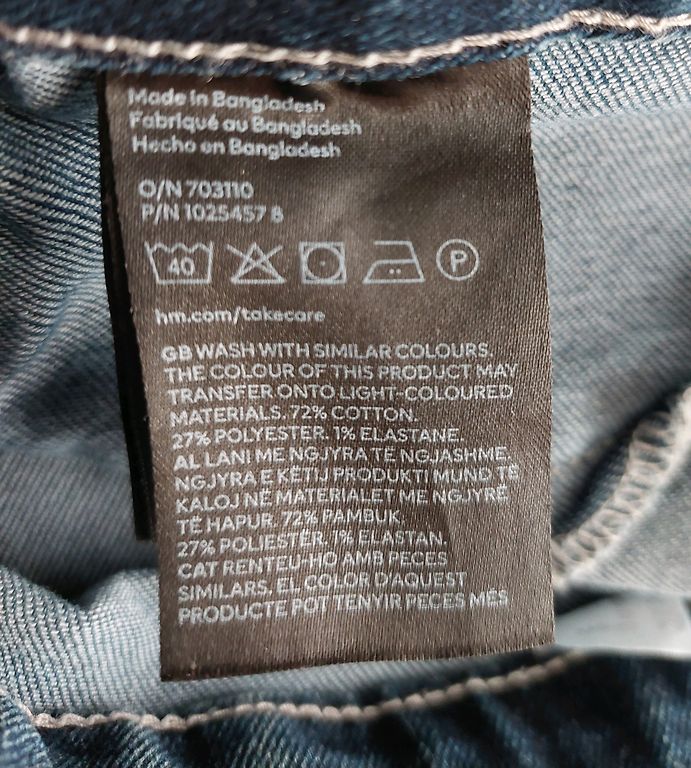 Made in Bangladesh
Fabriqué au Bangladesh
Hecho en Bangladesh
O/N 703110
P/N 1025457 8
40 P
hm.com/takecare
GB WASH WITH SIMILAR COLOURS.
THE COLOUR OF THIS PRODUCT MAY
TRANSFER ONTO LIGHT-COLOURED
MATERIALS. 72% COTTON.
27% POLYESTER. 1% ELASTANE.
AL LANI ME NGJYRA TË NGJASHME.
NGJYRA E KËTIJ PRODUKTI MUND TË
KALOJ NË MATERIALET ME NGJYRË
TË HAPUR. 72% PAMBUK.
27% POLIESTËR. 1% ELASTAN.
CAT RENTEU-HO AMB PECES
SIMILARS. EL COLOR D'AQUEST
PRODUCTE POT TENYIR PECES MÉS